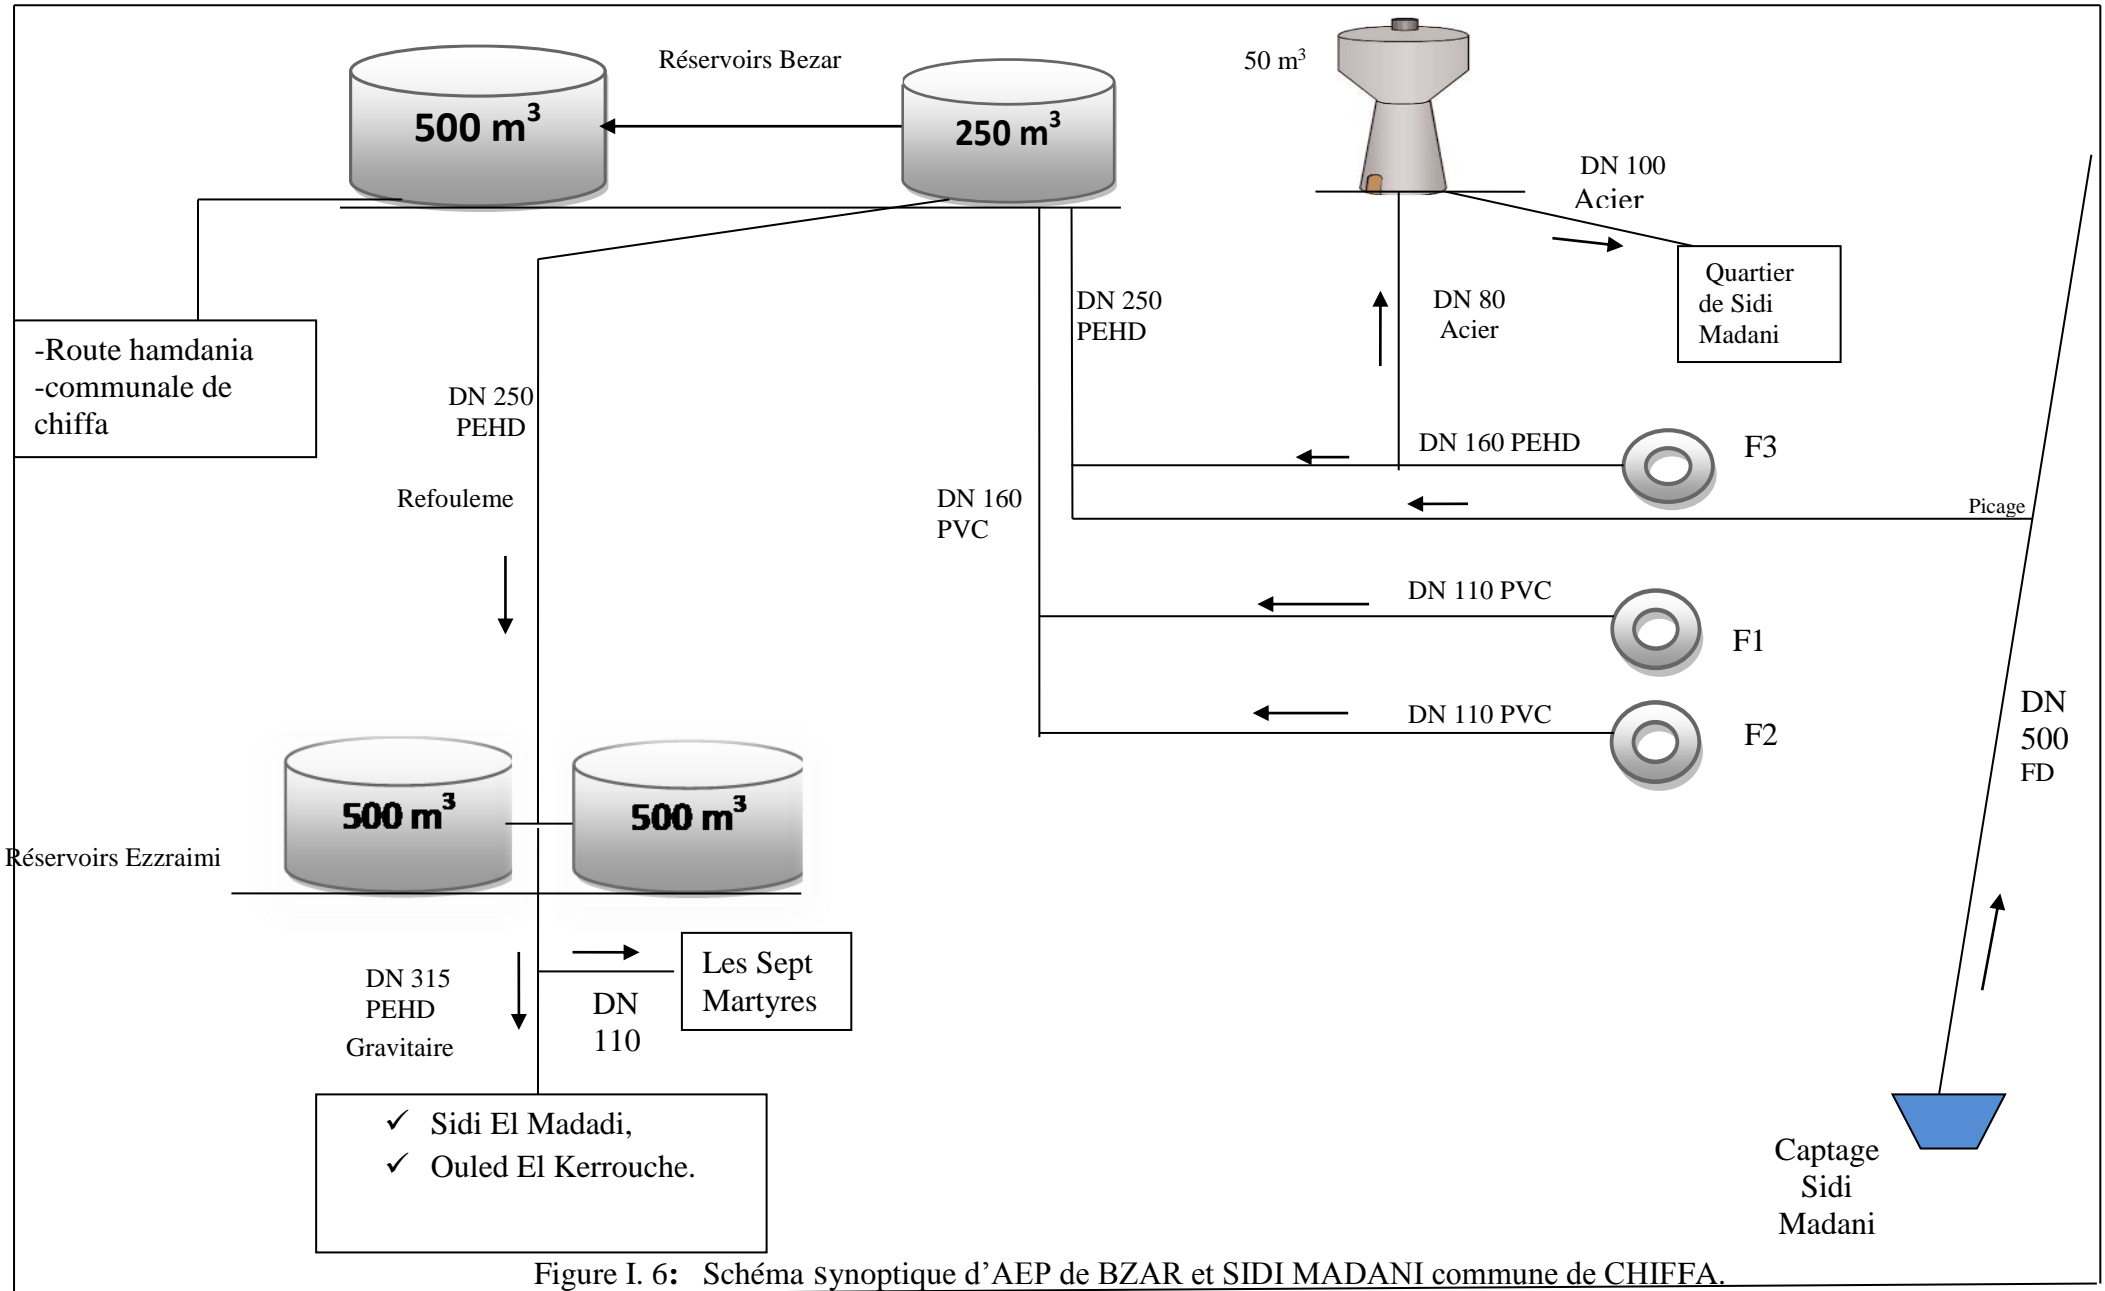 Réservoirs Bezar
500 m³
250 m³
50 m³
DN 100
Acier
Quartier
de Sidi
Madani
-Route hamdania
-communale de
chiffa
DN 250
PEHD
DN 80
Acier
DN 250
PEHD
DN 160 PEHD
F3
Refouleme
DN 160
PVC
Picage
DN 110 PVC
F1
DN 110 PVC
F2
DN
500
FD
500 m³
500 m³
Réservoirs Ezzraimi
DN 315
PEHD
Gravitaire
DN
110
Les Sept
Martyres
✓ Sidi El Madadi,
✓ Ouled El Kerrouche.
Captage
Sidi
Madani
Figure I. 6: Schéma synoptique d’AEP de BZAR et SIDI MADANI commune de CHIFFA.